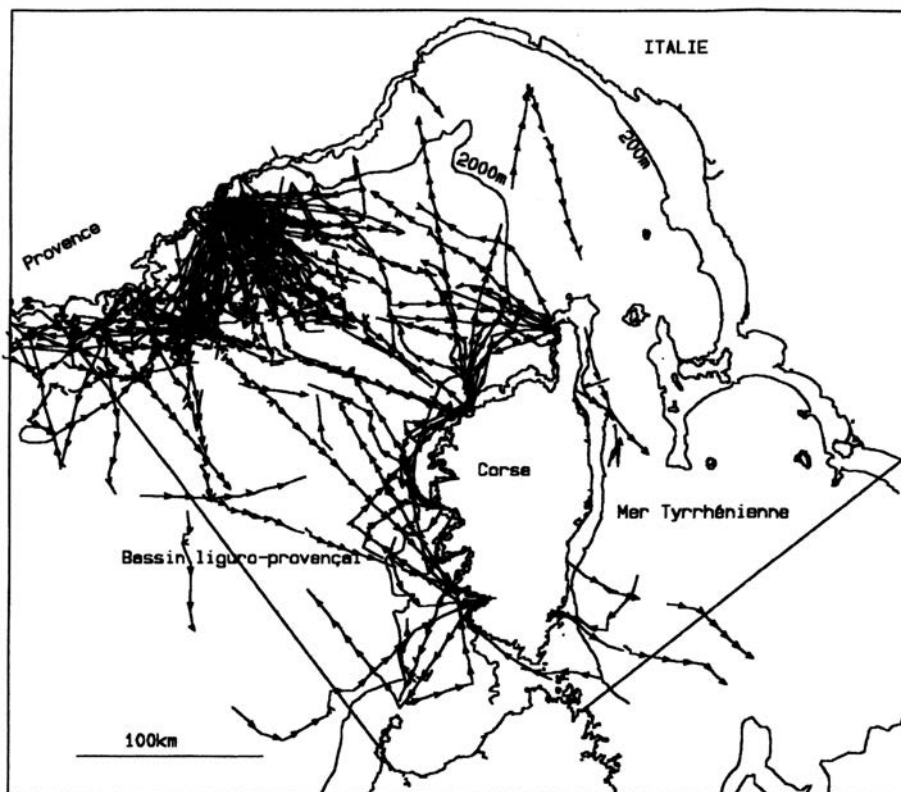 ITALIE
200m
2000m
Provence
Corse
Mer Tyrrhénienne
Bassin liguro-provençal
100km